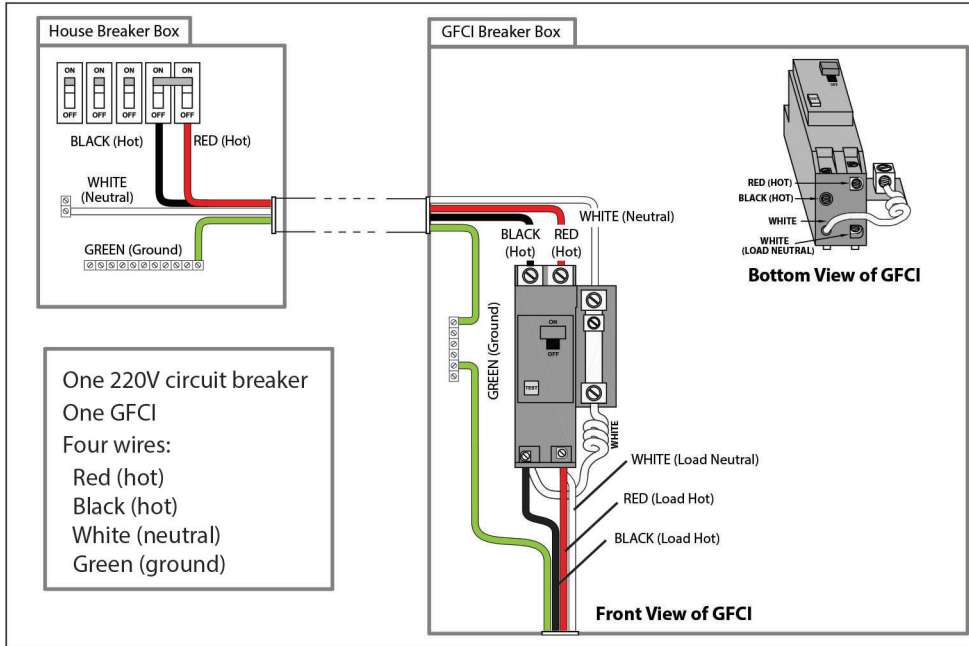 House Breaker Box
ON
ON
ON
ON
ON
OFF
OFF
OFF
OFF
OFF
BLACK (Hot)
RED (Hot)
WHITE
(Neutral)
GREEN (Ground)
One 220V circuit breaker
One GFCI
Four wires:
Red (hot)
Black (hot)
White (neutral)
Green (ground)
GFCI Breaker Box
WHITE (Neutral)
BLACK
(Hot)
RED
(Hot)
GREEN (Ground)
ON
OFF
TEST
WHITE
WHITE (Load Neutral)
RED (Load Hot)
BLACK (Load Hot)
Front View of GFCI
TEST
RED (HOT)
BLACK (HOT)
WHITE
WHITE
(LOAD NEUTRAL)
Bottom View of GFCI